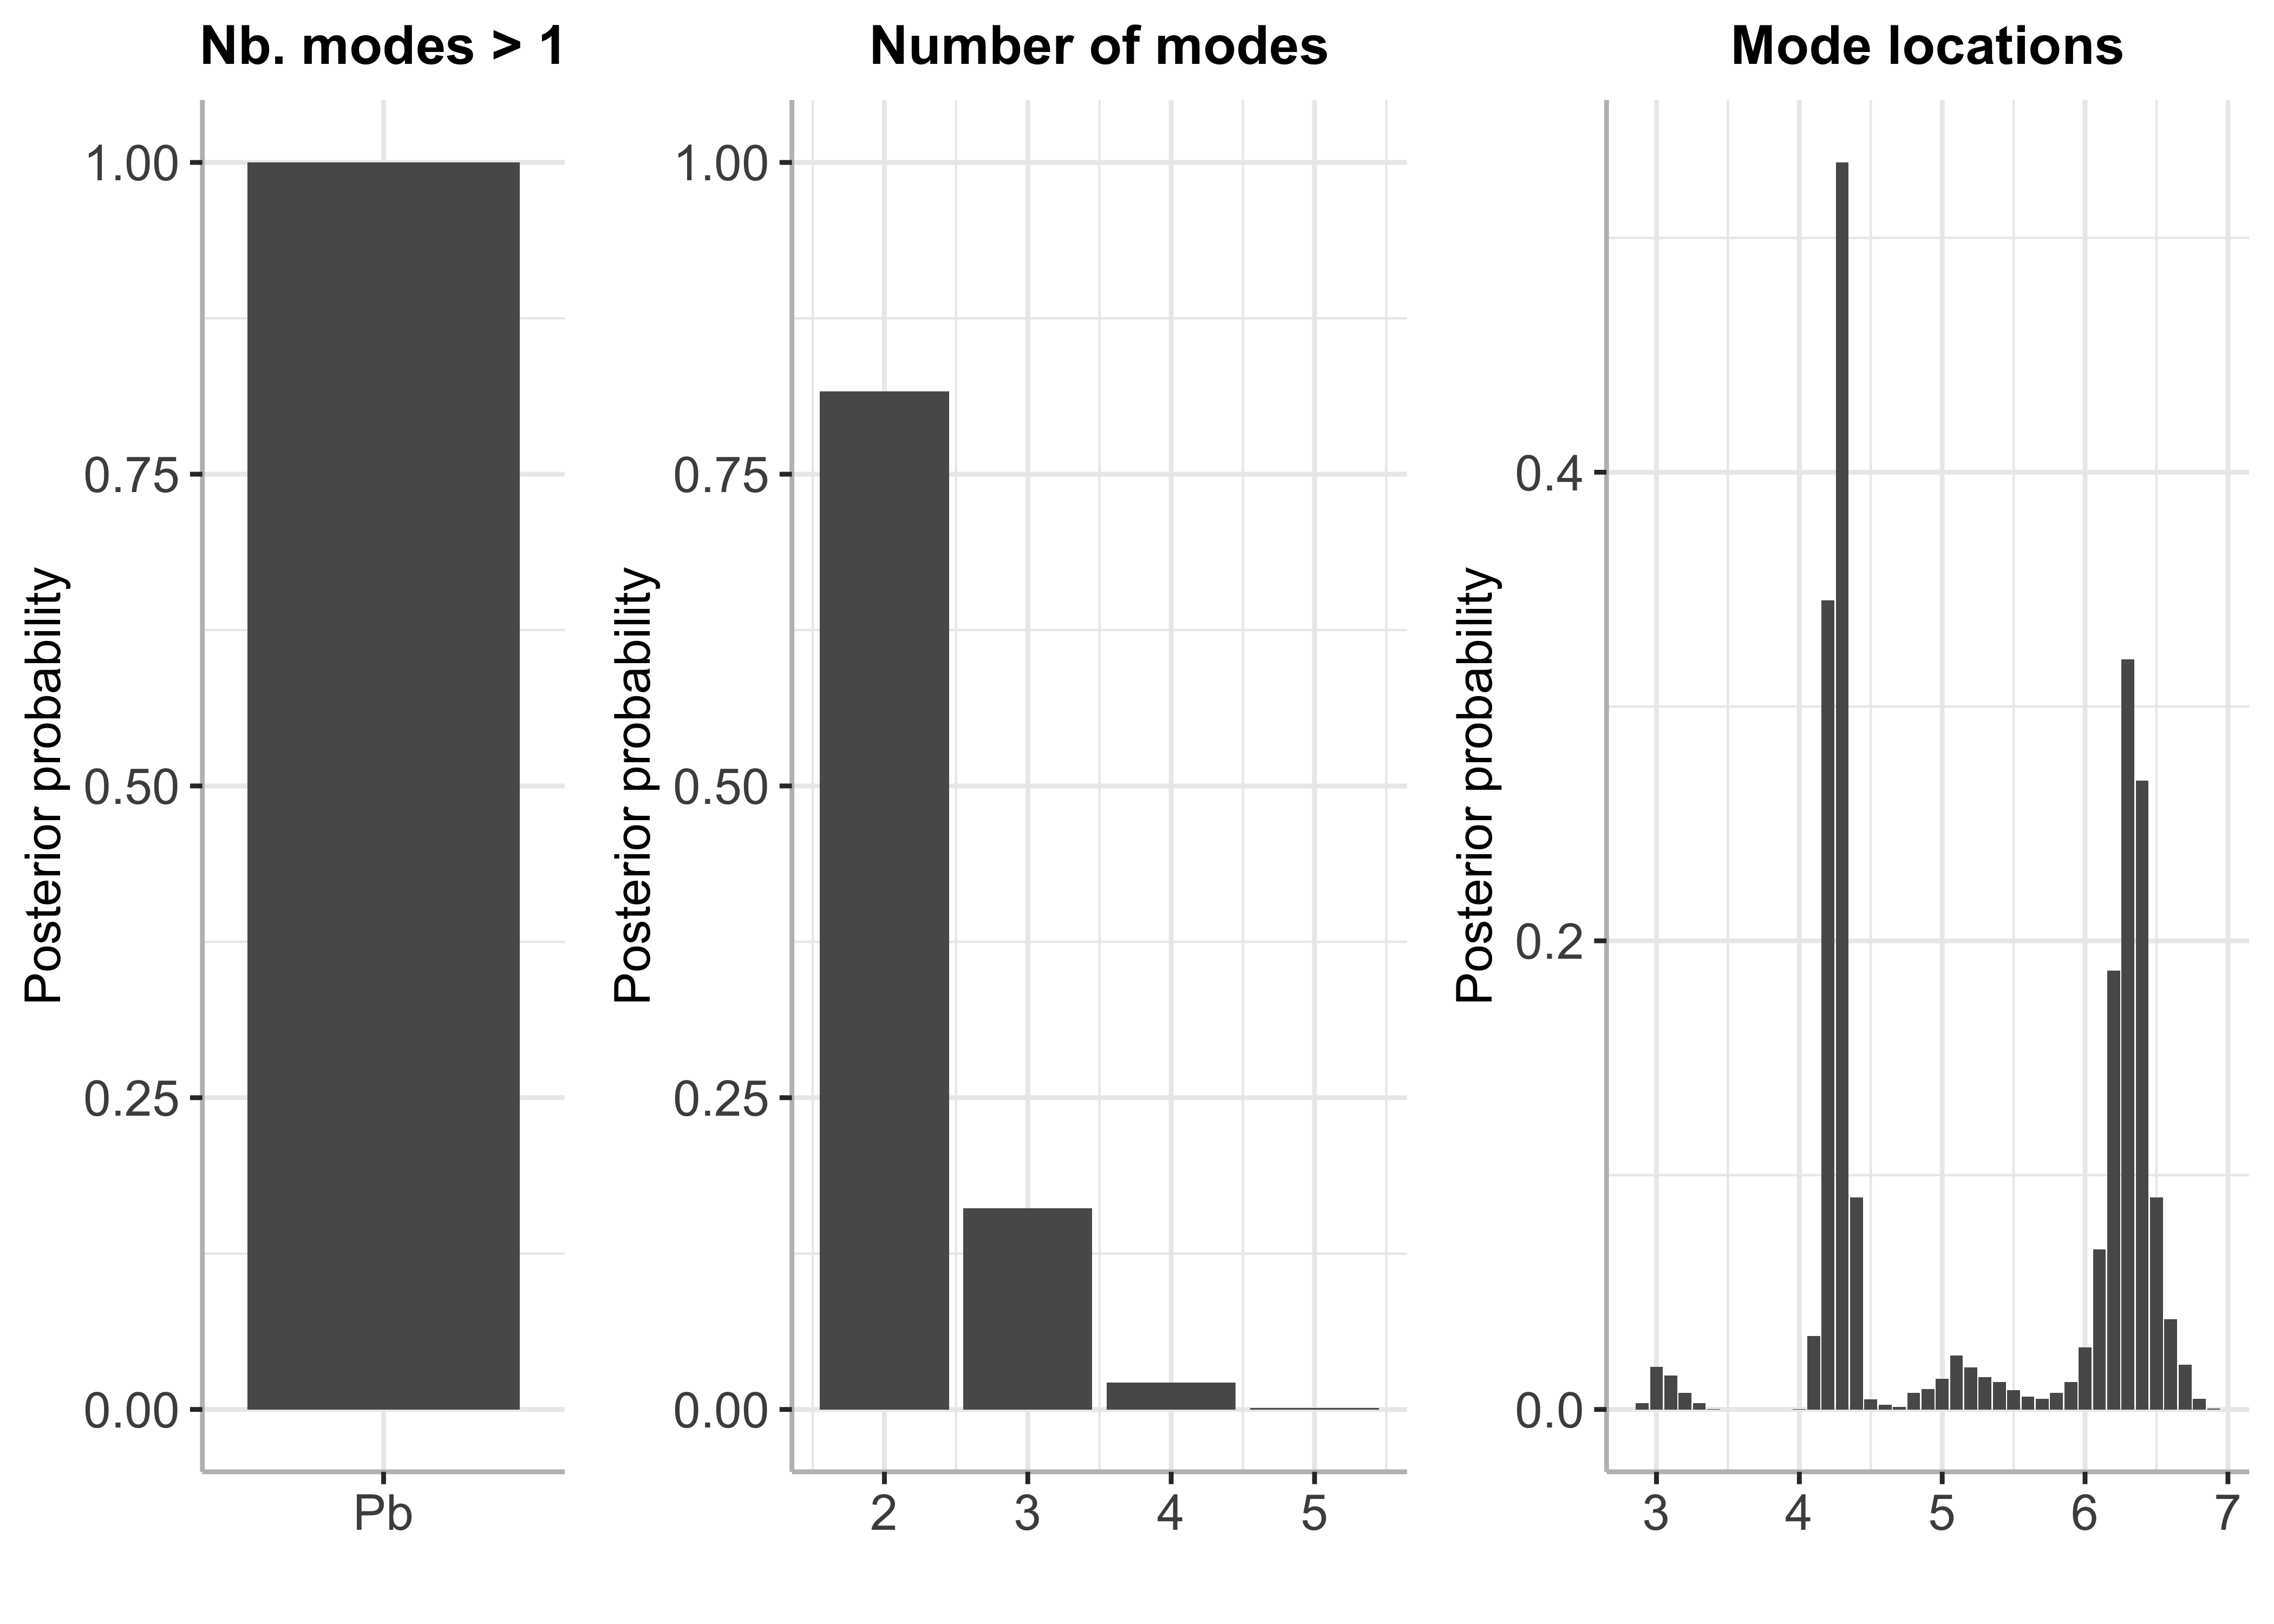 Nb. modes > 1
Number of modes
Mode locations
Posterior probability
1.00
0.75
0.50
0.25
0.00
Pb
Posterior probability
1.00
0.75
0.50
0.25
0.00
2 3 4 5
Posterior probability
0.4
0.2
0.0
3 4 5 6 7